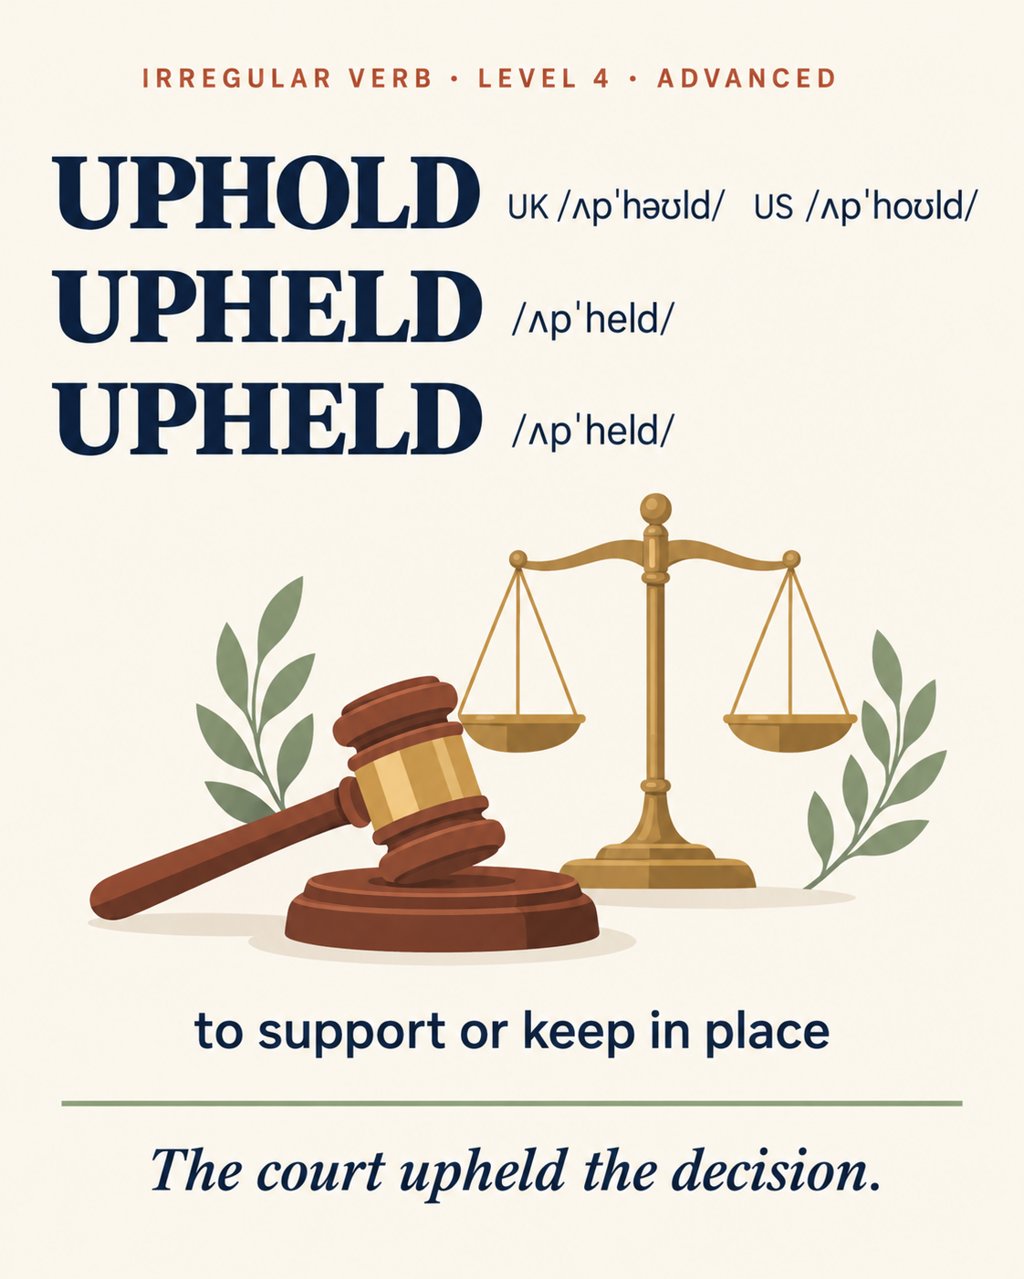 IRREGULAR VERB • LEVEL 4 • ADVANCED
UPHOLD UK /ʌpˈhəʊld/ US /ʌpˈhoʊld/
UPHELD /ʌpˈheld/
UPHELD /ʌpˈheld/
to support or keep in place
The court upheld the decision.